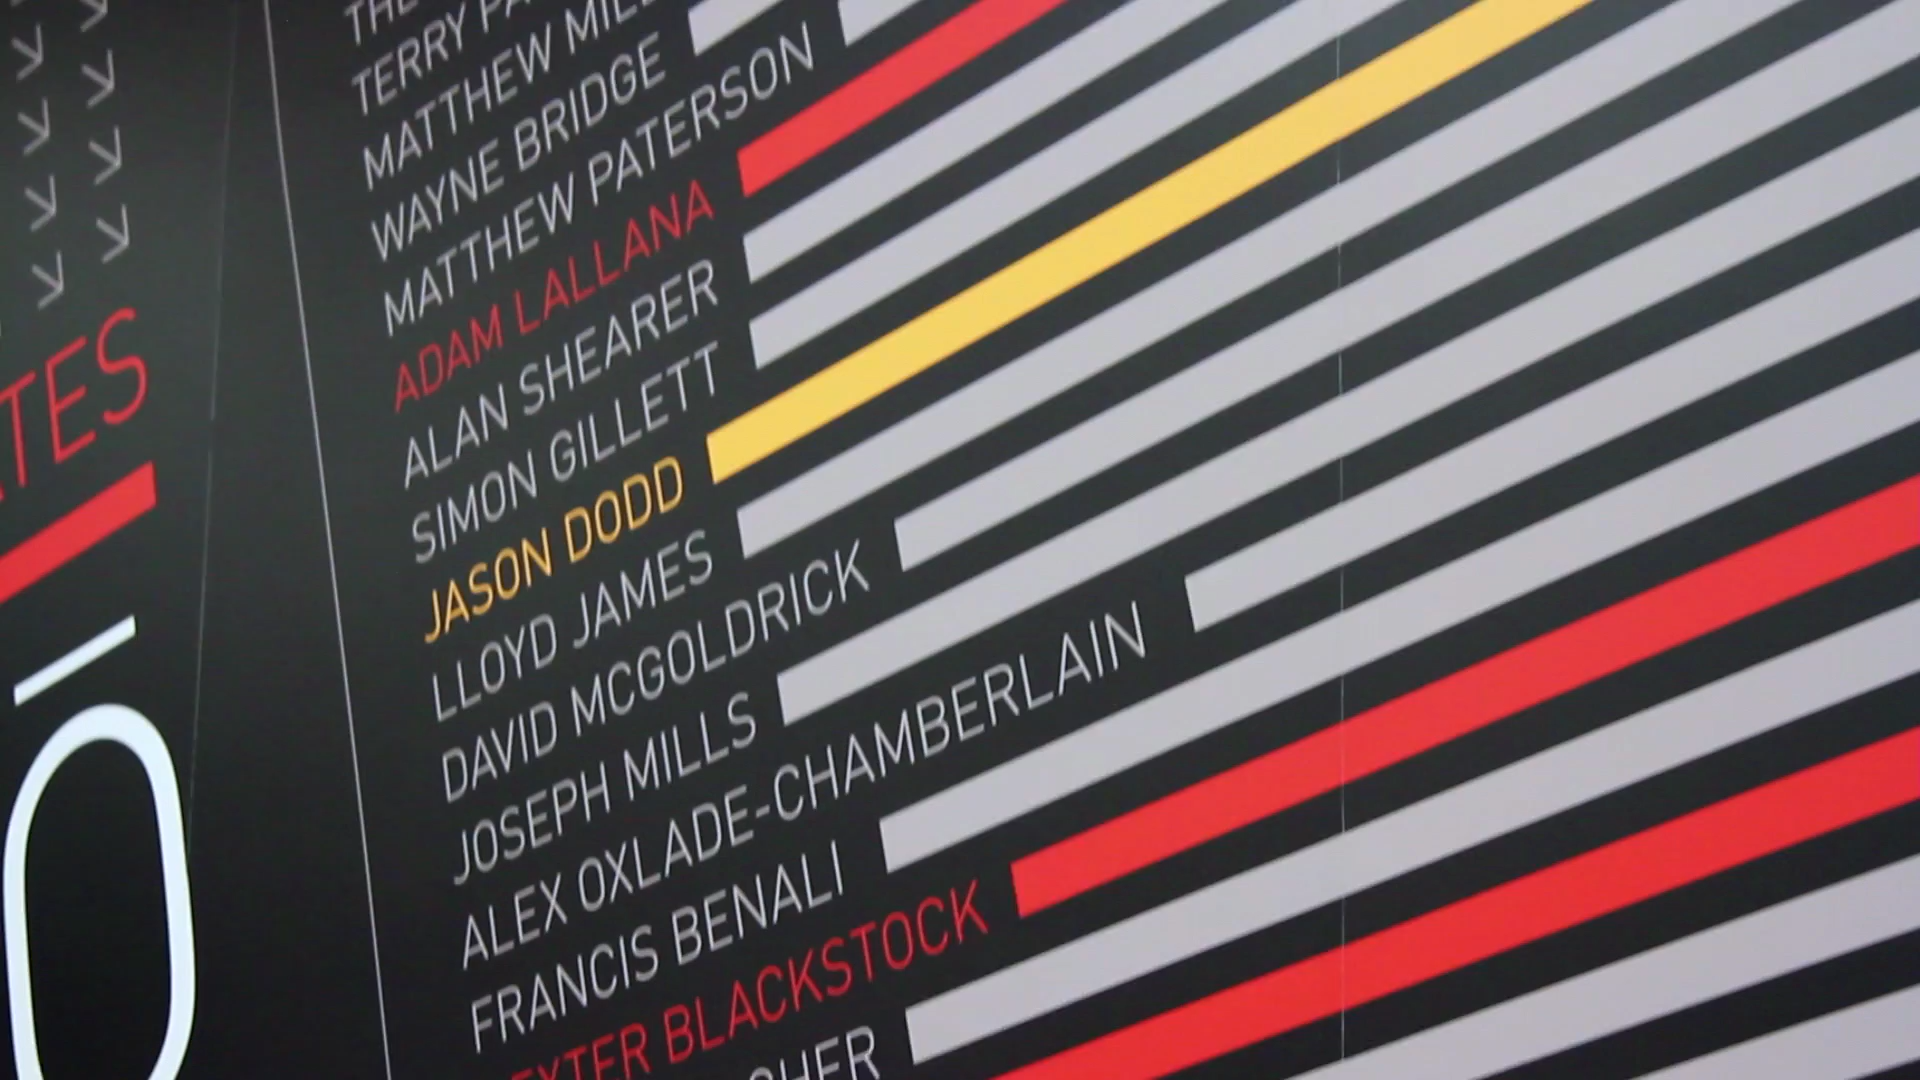 TERRY
MATTHEW
WAYNE BRIDGE
MATTHEW PATERSON
ADAM LALLANA
ALAN SHEARER
SIMON GILLETT
JASON DODD
LLOYD JAMES
DAVID MCGOLDRICK
JOSEPH MILLS
ALEX OXLADE-CHAMBERLAIN
FRANCIS BENALI
BLACKSTOCK